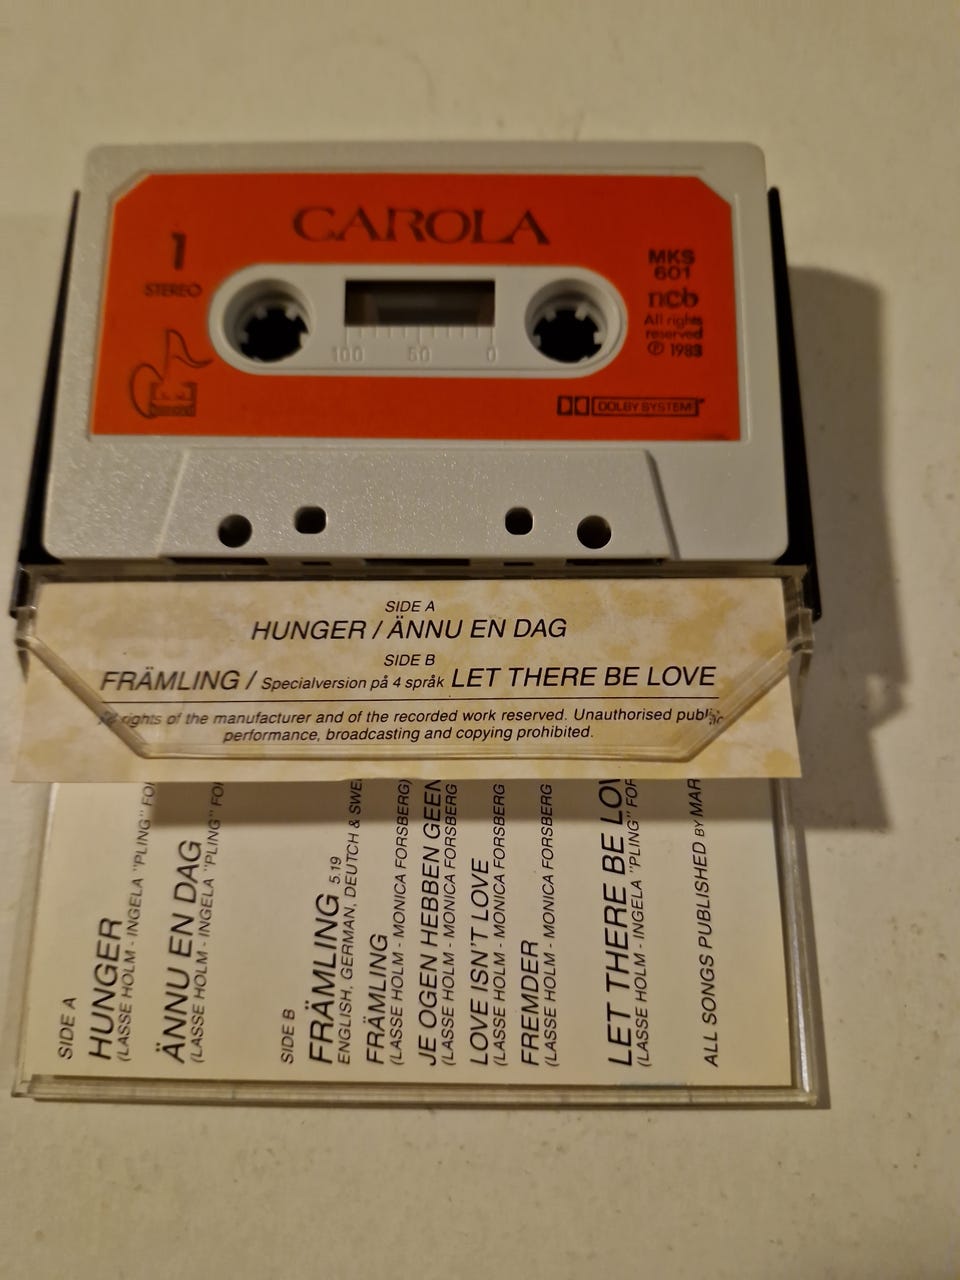 CAROLA
1
STEREO
MKS
601
ncb
All rights
reserved
Ⓟ 1983
100 50 0
DOLBY SYSTEM
SIDE A
HUNGER / ÄNNU EN DAG
SIDE B
FRÄMLING / Specialversion på 4 språk LET THERE BE LOVE
rights of the manufacturer and of the recorded work reserved. Unauthorised
performance, broadcasting and copying prohibited.
SIDE A
HUNGER
(LASSE HOLM - INGELA "PLING"
ÄNNU EN DAG
(LASSE HOLM - INGELA "PLING"
SIDE B
FRÄMLING 5.19
ENGLISH, GERMAN, DEUTCH &
FRÄMLING
(LASSE HOLM - MONICA FORSBERG)
JE OGEN HEBBEN GEEN
(LASSE HOLM - MONICA FORSBERG
LOVE ISN'T LOVE
(LASSE HOLM - MONICA FORSBERG
FREMDER
(LASSE HOLM - MONICA FORSBERG
LET THERE BE
(LASSE HOLM - INGELA "PLING"
ALL SONGS PUBLISHED BY